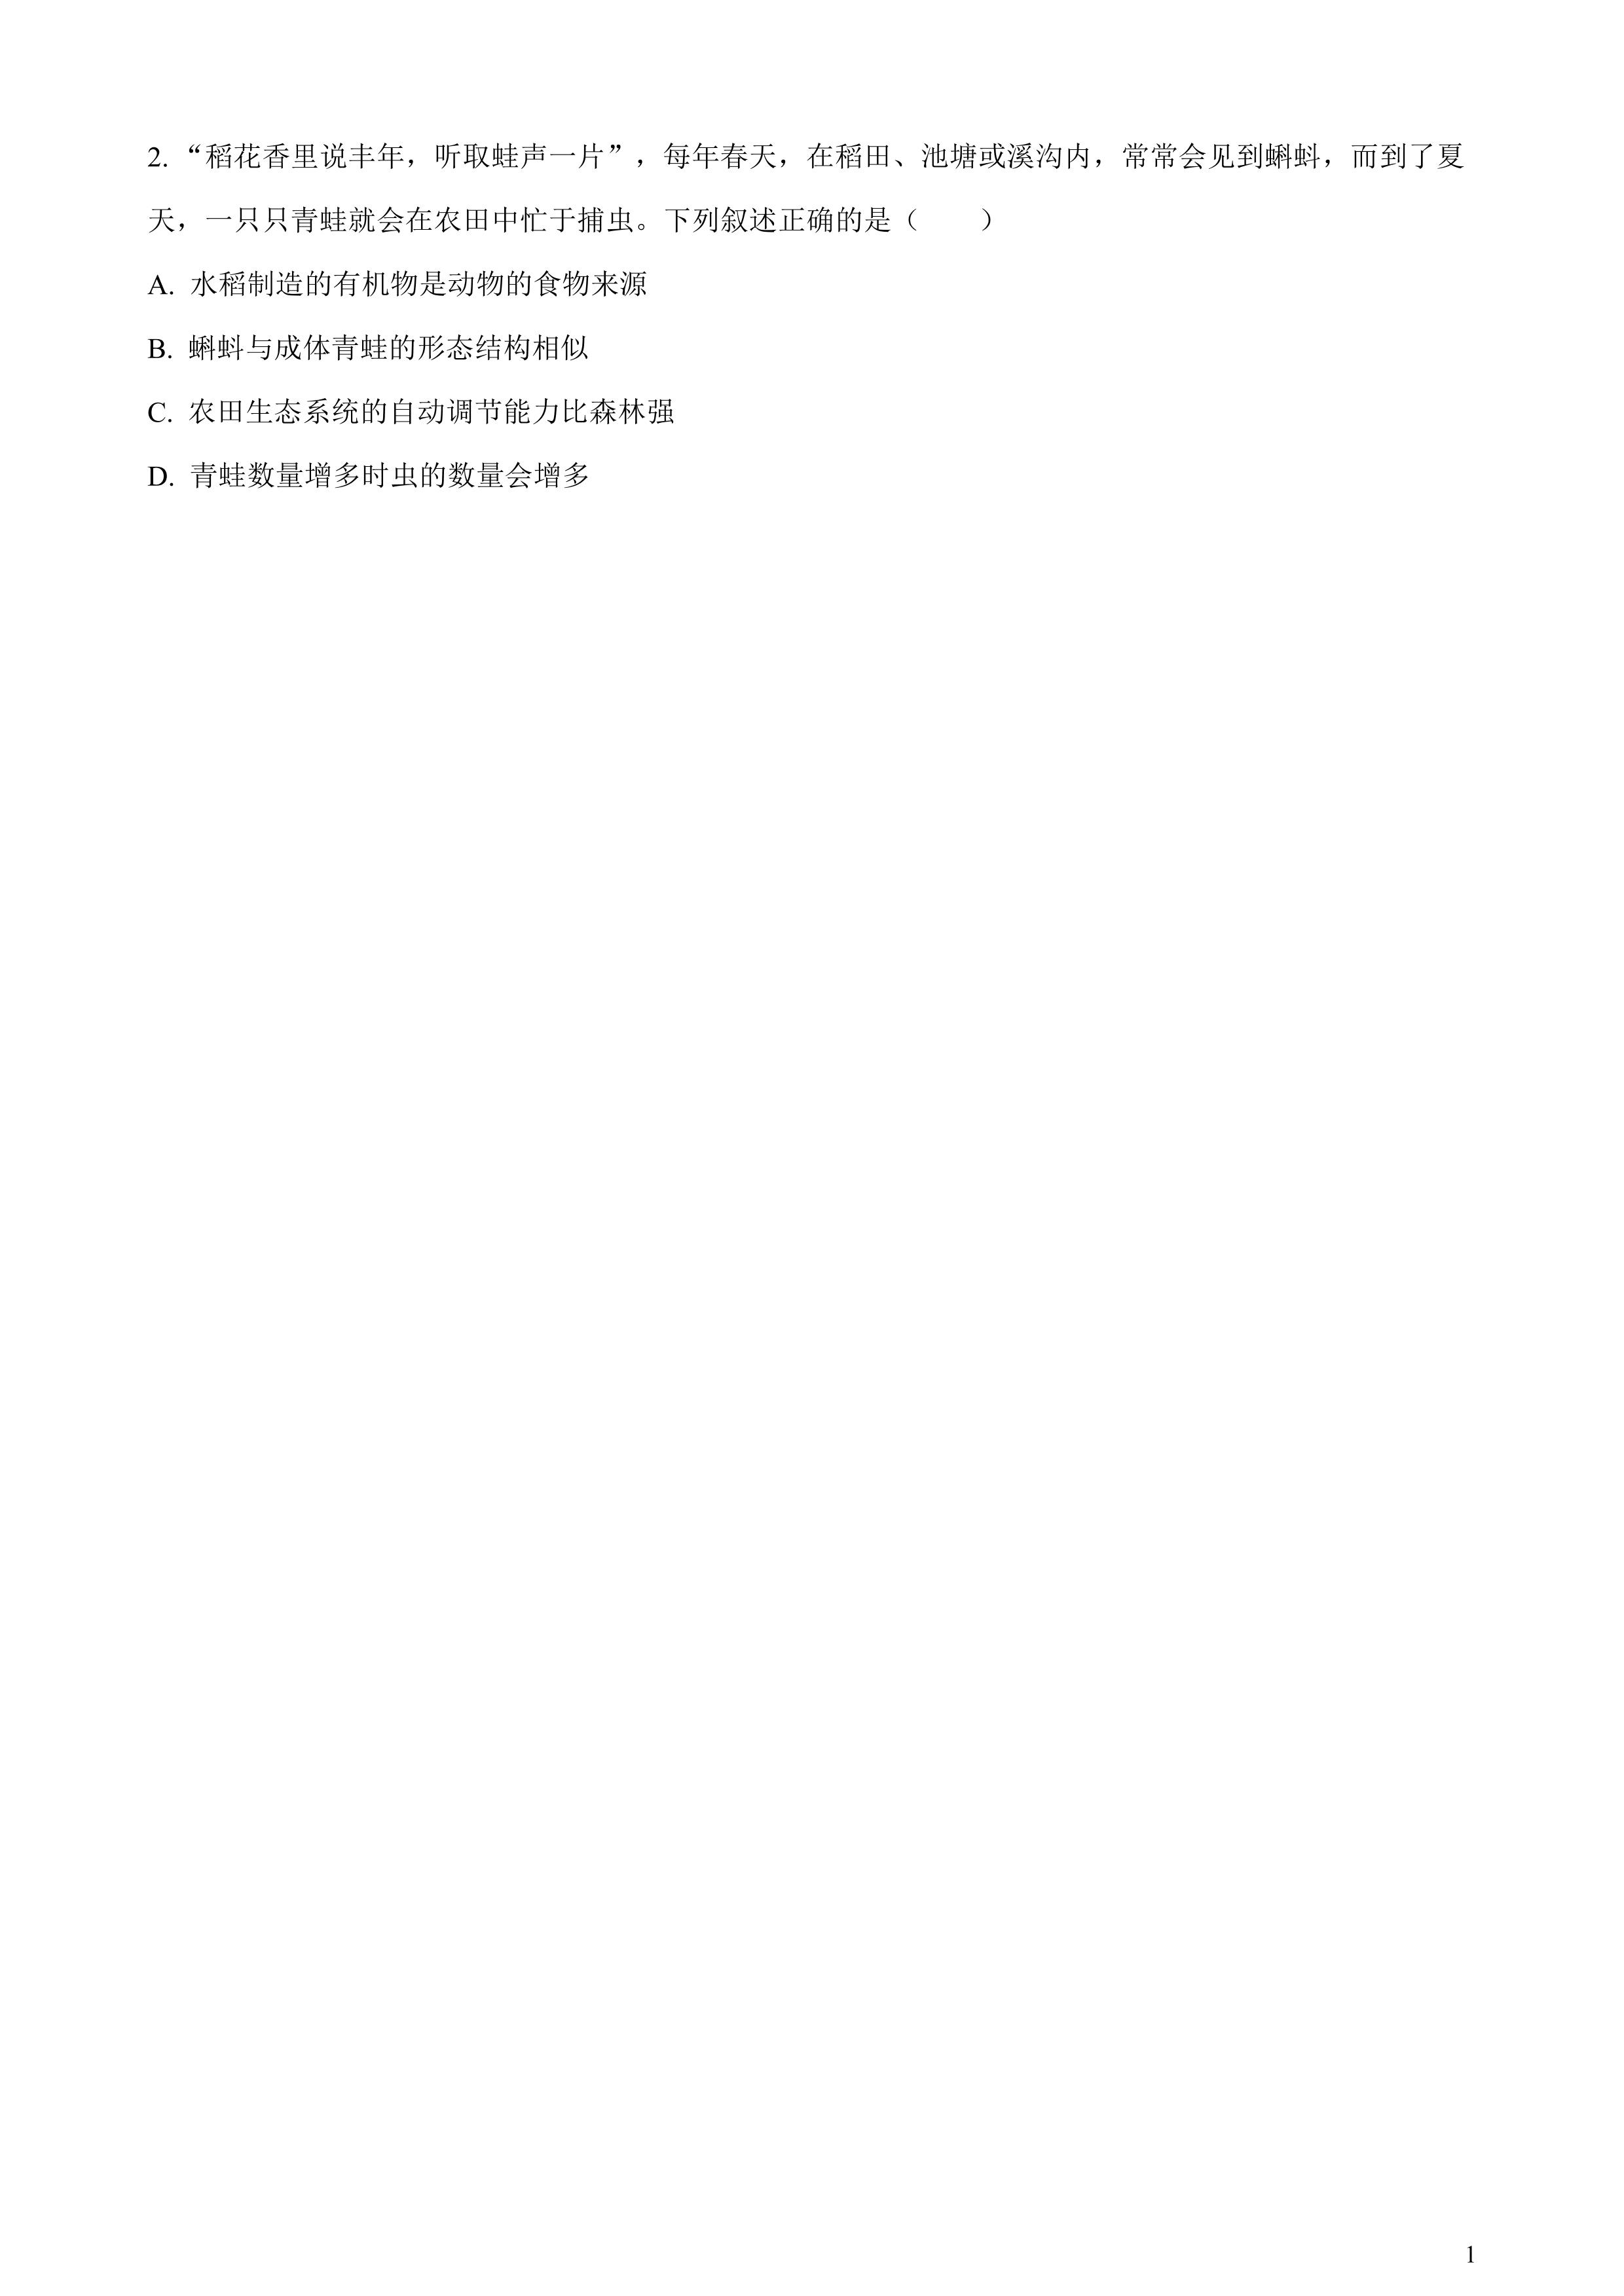 2. “稻花香里说丰年，听取蛙声一片”，每年春天，在稻田、池塘或溪沟内，常常会见到蝌蚪，而到了夏
天，一只只青蛙就会在农田中忙于捕虫。下列叙述正确的是（　　）
A. 水稻制造的有机物是动物的食物来源
B. 蝌蚪与成体青蛙的形态结构相似
C. 农田生态系统的自动调节能力比森林强
D. 青蛙数量增多时虫的数量会增多
1